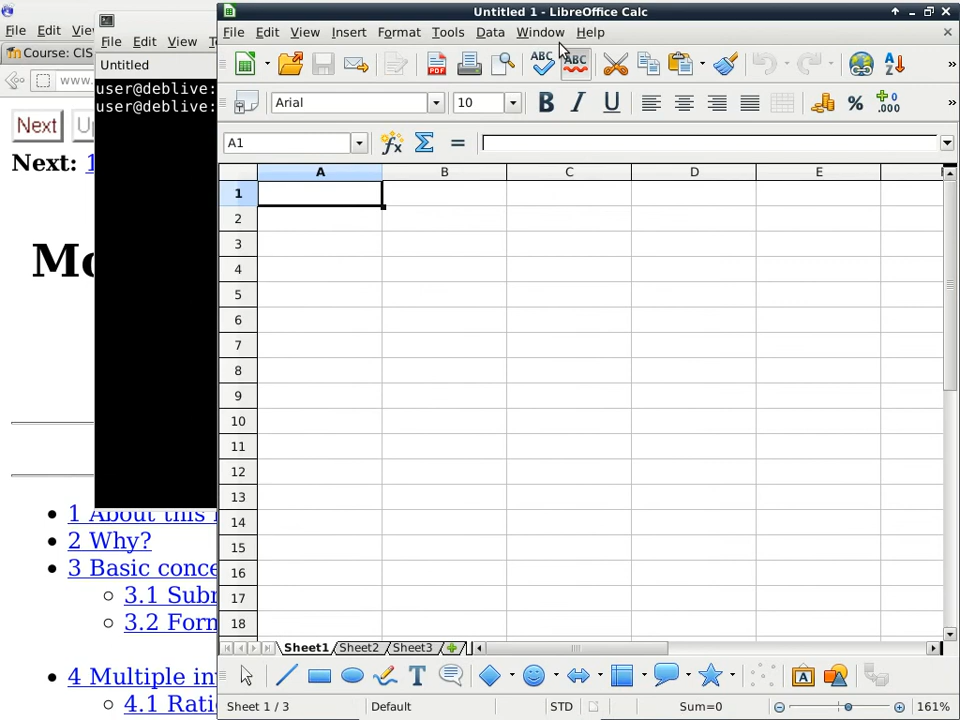 Untitled 1 - LibreOffice Calc
File Edit View Insert Format Tools Data Window Help
Arial 10 B I U % .000
A1 fx Σ =
A B C D E
1
2
3
4
5
6
7
8
9
10
11
12
13
14
15
16
17
18
Sheet1 Sheet2 Sheet3
Sheet 1 / 3 Default STD Sum=0 161%
File Edit View
Untitled
user@deblive:
user@deblive:
File Edit
Course: CIS
www.
Next
Next: 1
1 About this
2 Why?
3 Basic conce
3.1 Subr
3.2 Forn
4 Multiple in
4.1 Rati